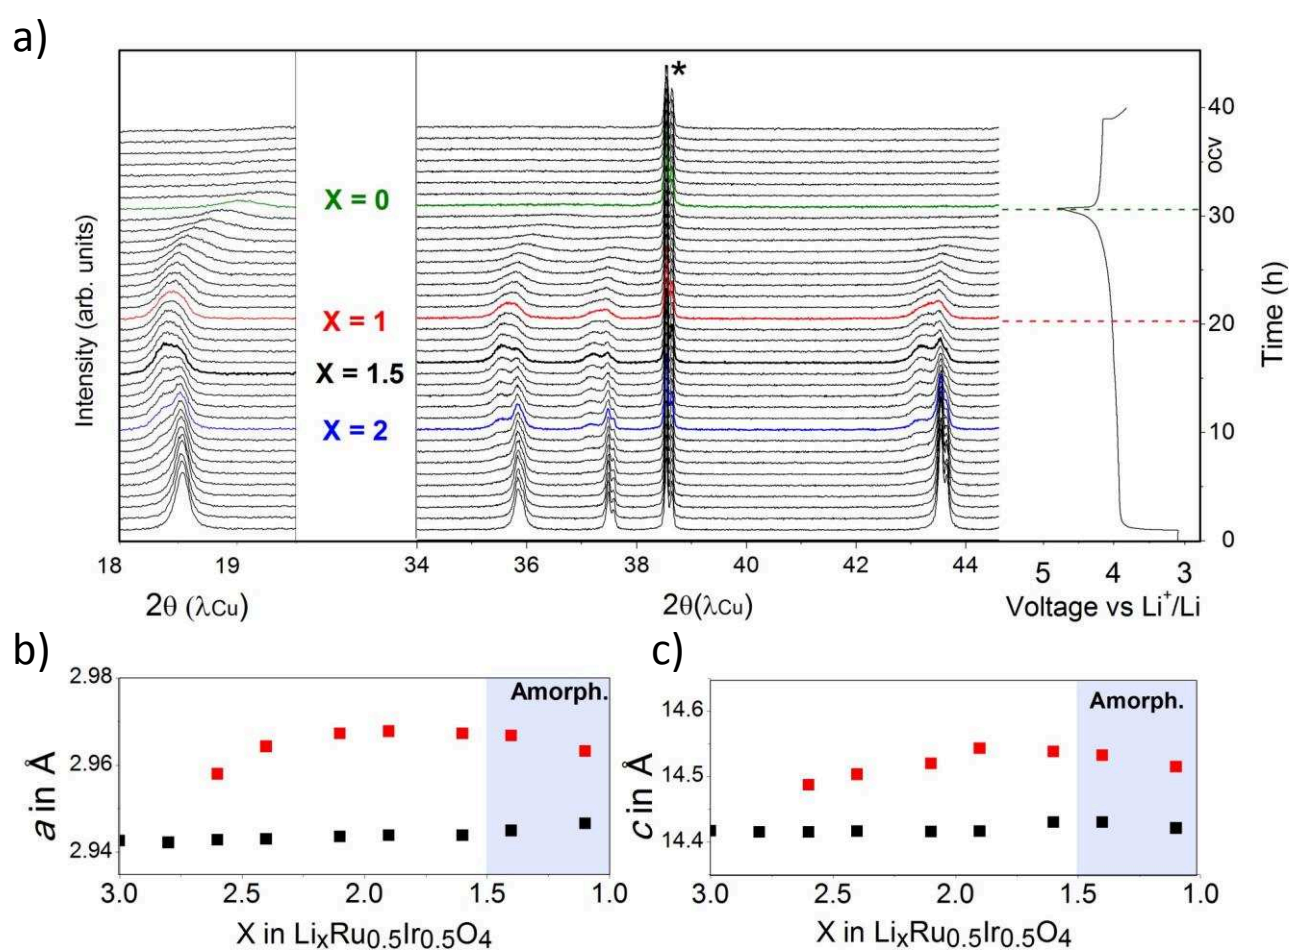 a)
*
Intensity (arb. units)
X = 0
X = 1
X = 1.5
X = 2
40
ocv
30
20
10
0
Time (h)
18 19
34 36 38 40 42 44
5 4 3
2θ (λCu)
2θ(λCu)
Voltage vs Li⁺/Li
b)
2.98
2.96
2.94
a in Å
Amorph.
3.0 2.5 2.0 1.5 1.0
X in LiₓRu₀.₅Ir₀.₅O₄
c)
14.6
14.5
14.4
c in Å
Amorph.
3.0 2.5 2.0 1.5 1.0
X in LiₓRu₀.₅Ir₀.₅O₄